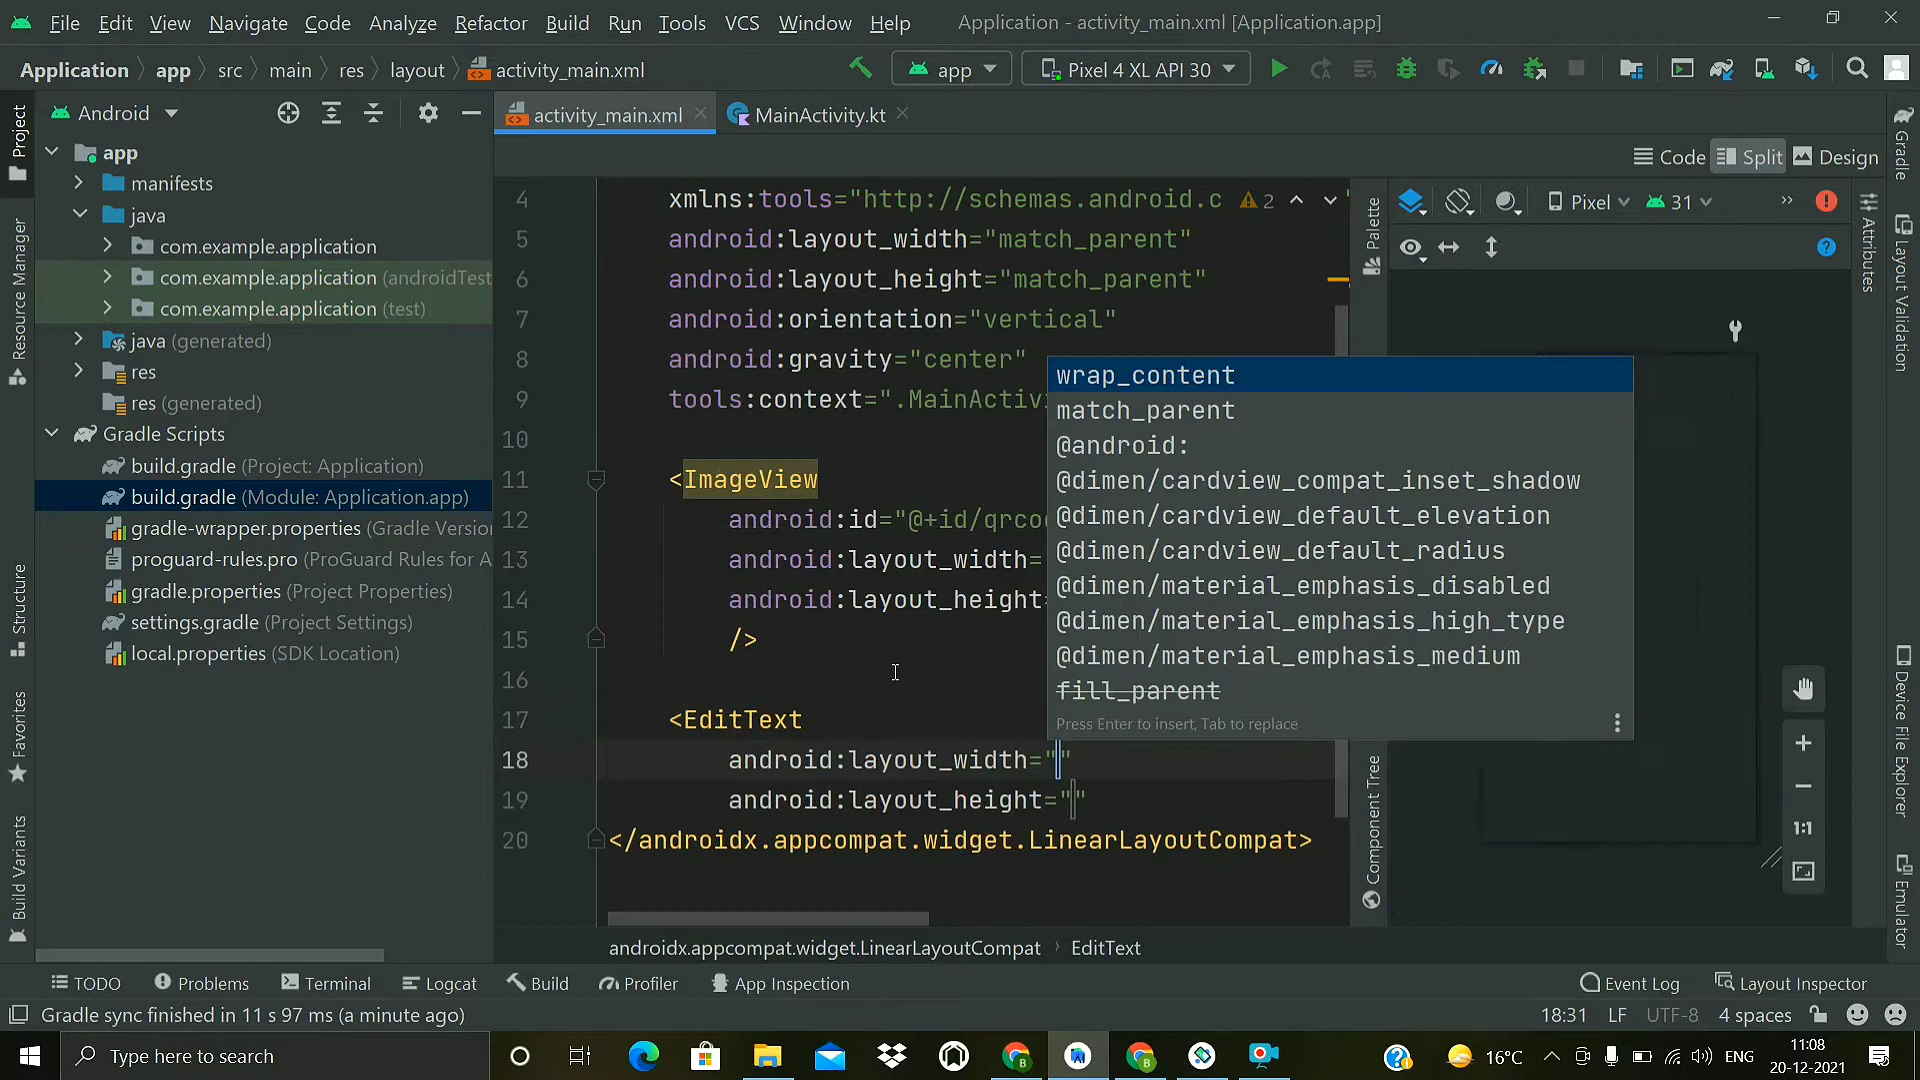 File Edit View Navigate Code Analyze Refactor Build Run Tools VCS Window Help Application - activity_main.xml [Application.app]
Application app src main res layout activity_main.xml app Pixel 4 XL API 30
Android activity_main.xml MainActivity.kt
Code Split Design
Project
Resource Manager
Structure
Favorites
Build Variants
app
manifests
java
com.example.application
com.example.application (androidTest
com.example.application (test)
java (generated)
res
res (generated)
Gradle Scripts
build.gradle (Project: Application)
build.gradle (Module: Application.app)
gradle-wrapper.properties (Gradle Version
proguard-rules.pro (ProGuard Rules for A
gradle.properties (Project Properties)
settings.gradle (Project Settings)
local.properties (SDK Location)
4 xmlns:tools="http://schemas.android.c 2
5 android:layout_width="match_parent"
6 android:layout_height="match_parent"
7 android:orientation="vertical"
8 android:gravity="center"
9 tools:context=".MainActivi
10
11 <ImageView
12 android:id="@+id/qrco
13 android:layout_width=
14 android:layout_height=
15 />
16
17 <EditText
18 android:layout_width=""
19 android:layout_height=""
20 </androidx.appcompat.widget.LinearLayoutCompat>
wrap_content
match_parent
@android:
@dimen/cardview_compat_inset_shadow
@dimen/cardview_default_elevation
@dimen/cardview_default_radius
@dimen/material_emphasis_disabled
@dimen/material_emphasis_high_type
@dimen/material_emphasis_medium
fill_parent
Press Enter to insert, Tab to replace
Palette
Component Tree
Pixel 31
1:1
Attributes
Gradle
Layout Validation
Device File Explorer
Emulator
androidx.appcompat.widget.LinearLayoutCompat EditText
TODO Problems Terminal Logcat Build Profiler App Inspection Event Log Layout Inspector
Gradle sync finished in 11 s 97 ms (a minute ago) 18:31 LF UTF-8 4 spaces
Type here to search 16°C ENG 11:08
20-12-2021